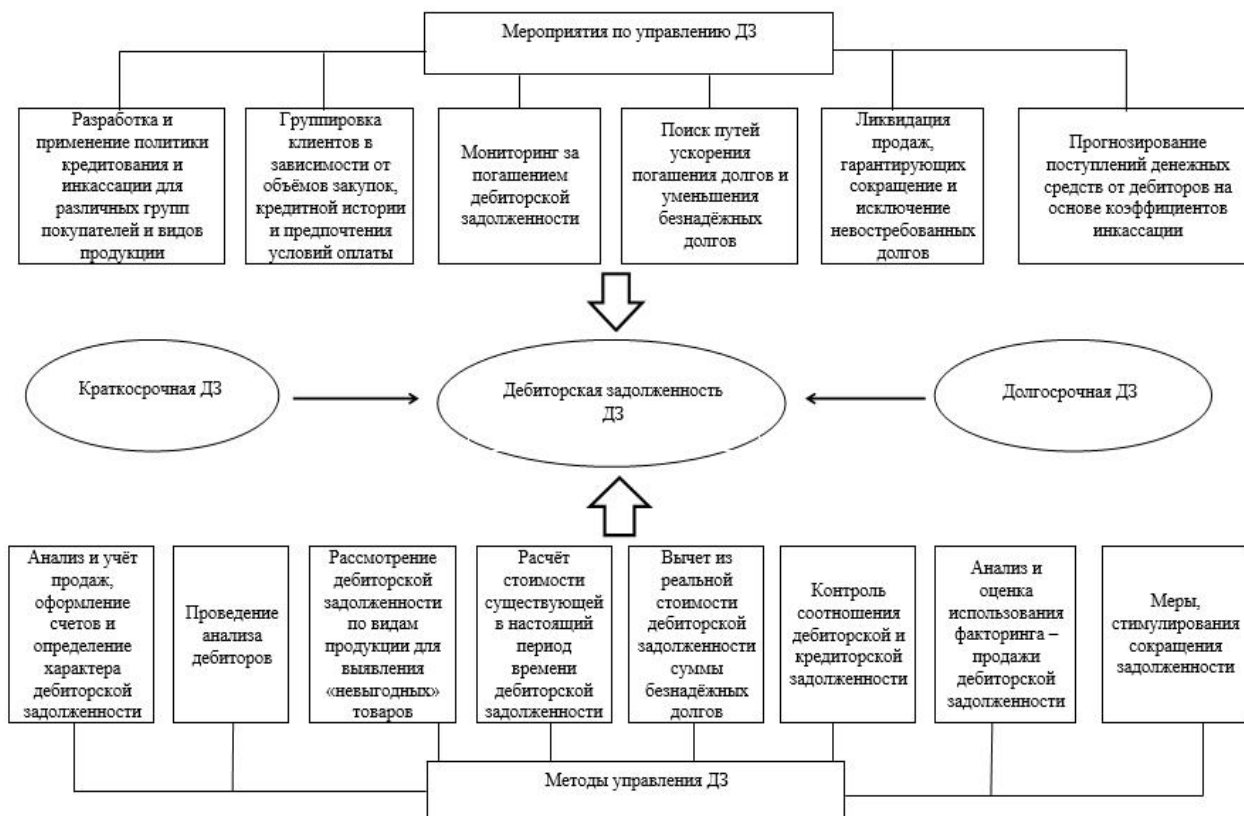 Мероприятия по управлению ДЗ
Разработка и
применение политики
кредитования и
инкассации для
различных групп
покупателей и видов
продукции
Группировка
клиентов в
зависимости от
объёмов закупок,
кредитной истории
и предпочтения
условий оплаты
Мониторинг за
погашением
дебиторской
задолженности
Поиск путей
ускорения
погашения долгов и
уменьшения
безнадёжных
долгов
Ликвидация
продаж,
гарантирующих
сокращение и
исключение
невостребованных
долгов
Прогнозирование
поступлений денежных
средств от дебиторов на
основе коэффициентов
инкассации
Краткосрочная ДЗ
Дебиторская задолженность
ДЗ
Долгосрочная ДЗ
Анализ и учёт
продаж,
оформление
счетов и
определение
характера
дебиторской
задолженности
Проведение
анализа
дебиторов
Рассмотрение
дебиторской
задолженности
по видам
продукции для
выявления
«невыгодных»
товаров
Расчёт
стоимости
существующей
в настоящий
период
времени
дебиторской
задолженности
Вычет из
реальной
стоимости
дебиторской
задолженности
суммы
безнадёжных
долгов
Контроль
соотношения
дебиторской и
кредиторской
задолженности
Анализ и
оценка
использования
факторинга –
продажи
дебиторской
задолженности
Меры,
стимулирования
сокращения
задолженности
Методы управления ДЗ